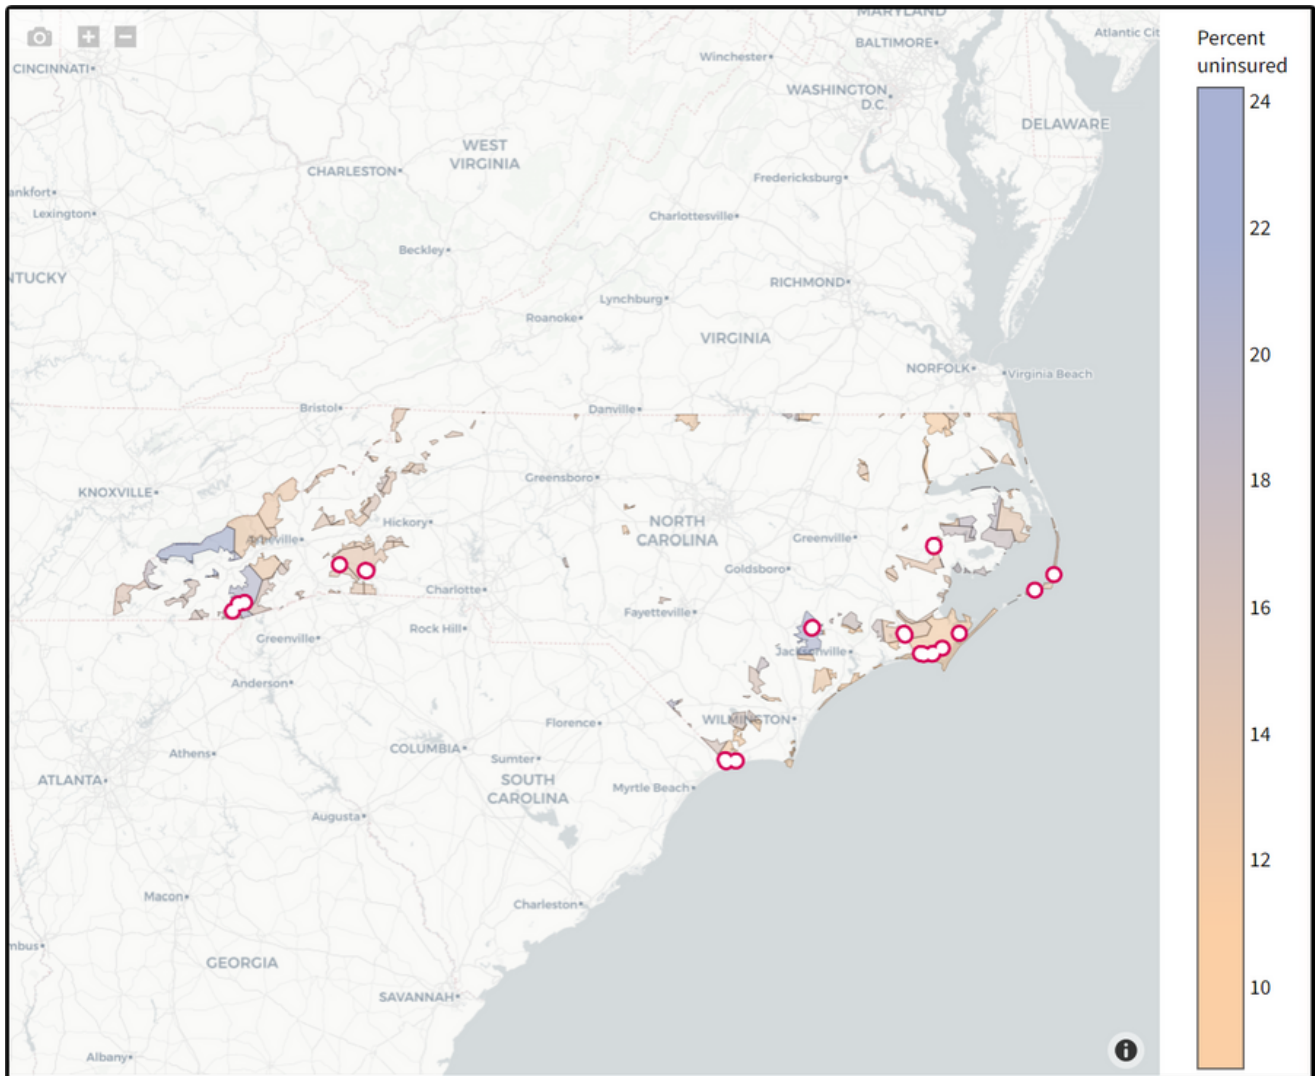 MARYLAND
Atlantic Cit
BALTIMORE
Winchester
CINCINNATI
WASHINGTON
D.C.
DELAWARE
WEST
VIRGINIA
CHARLESTON
Fredericksburg
ankfort
Lexington
Charlottesville
Beckley
NTUCKY
RICHMOND
Lynchburg
Roanoke
VIRGINIA
NORFOLK
Virginia Beach
Bristol
Danville
Greensboro
KNOXVILLE
Hickory
NORTH
CAROLINA
Greenville
Goldsboro
Charlotte
Fayetteville
Rock Hill
Greenville
Jacksonville
Anderson
WILMINGTON
Florence
COLUMBIA
Athens
Sumter
ATLANTA
SOUTH
CAROLINA
Myrtle Beach
Augusta
Macon
Charleston
mbus
GEORGIA
SAVANNAH
Albany
Percent
uninsured
24
22
20
18
16
14
12
10